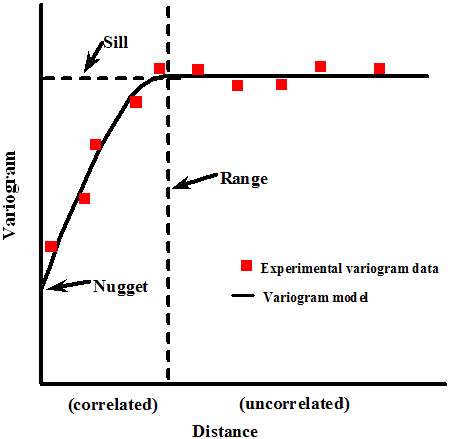 Sill
Variogram
Range
Experimental variogram data
Nugget
Variogram model
(correlated)
(uncorrelated)
Distance